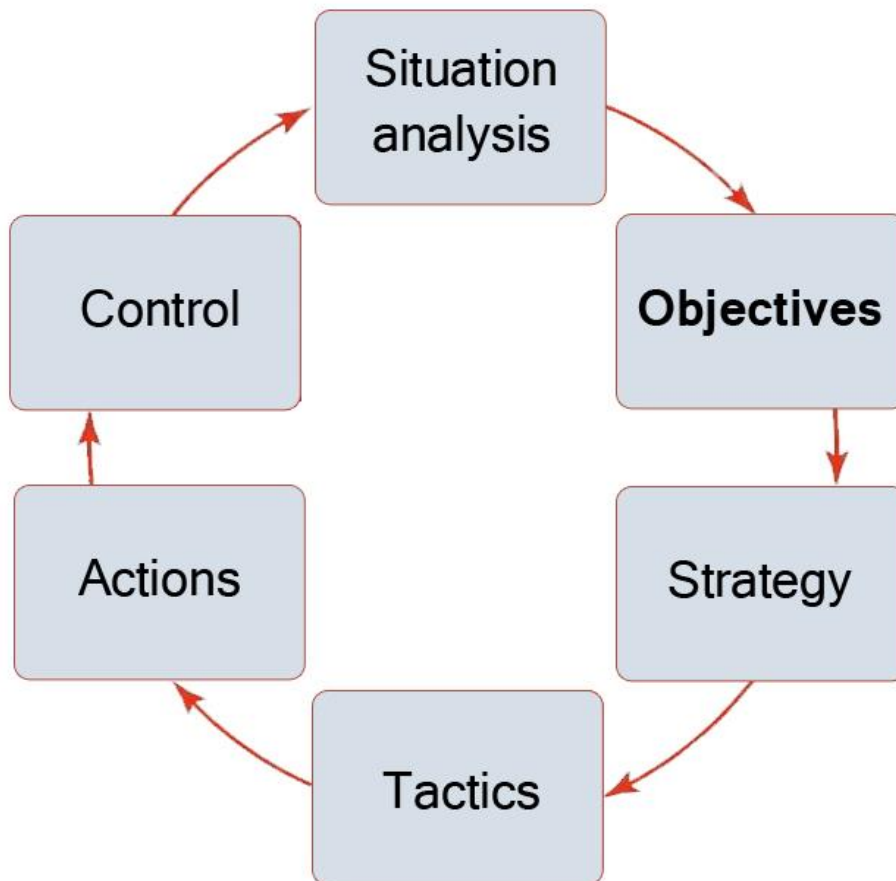 Situation
analysis
Objectives
Strategy
Tactics
Actions
Control